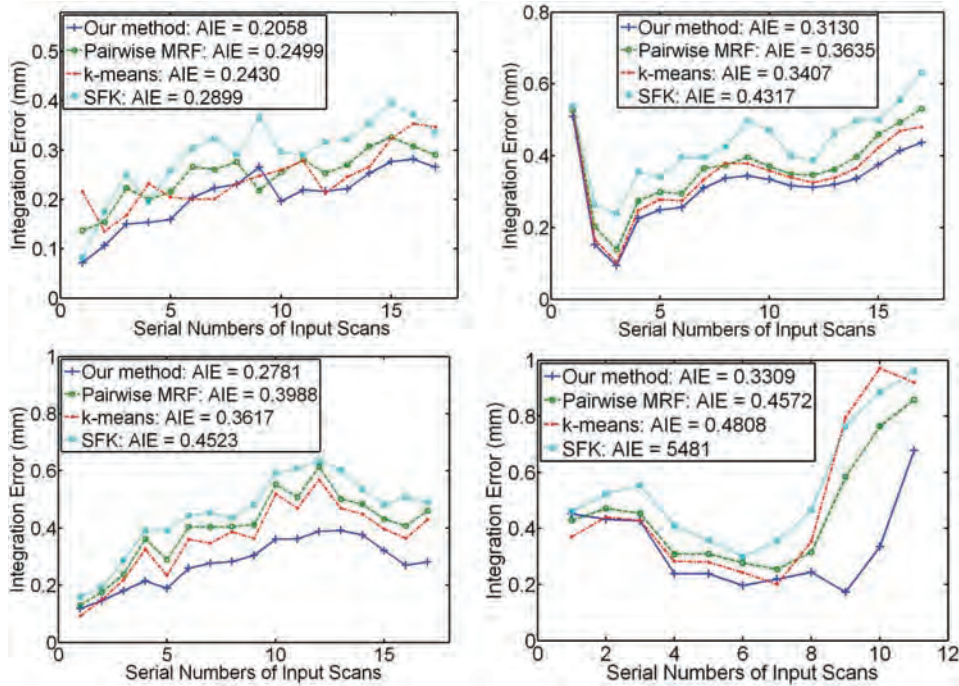 Our method: AIE = 0.2058
Pairwise MRF: AIE = 0.2499
k-means: AIE = 0.2430
SFK: AIE = 0.2899
Integration Error (mm)
0.5
0.4
0.3
0.2
0.1
0
0 5 10 15
Serial Numbers of Input Scans
Our method: AIE = 0.3130
Pairwise MRF: AIE = 0.3635
k-means: AIE = 0.3407
SFK: AIE = 0.4317
Integration Error (mm)
0.8
0.6
0.4
0.2
0
0 5 10 15
Serial Numbers of Input Scans
Our method: AIE = 0.2781
Pairwise MRF: AIE = 0.3988
k-means: AIE = 0.3617
SFK: AIE = 0.4523
Integration Error (mm)
1
0.8
0.6
0.4
0.2
0
0 5 10 15
Serial Numbers of Input Scans
Our method: AIE = 0.3309
Pairwise MRF: AIE = 0.4572
k-means: AIE = 0.4808
SFK: AIE = 5481
Integration Error (mm)
1
0.8
0.6
0.4
0.2
0
0 2 4 6 8 10 12
Serial Numbers of Input Scans